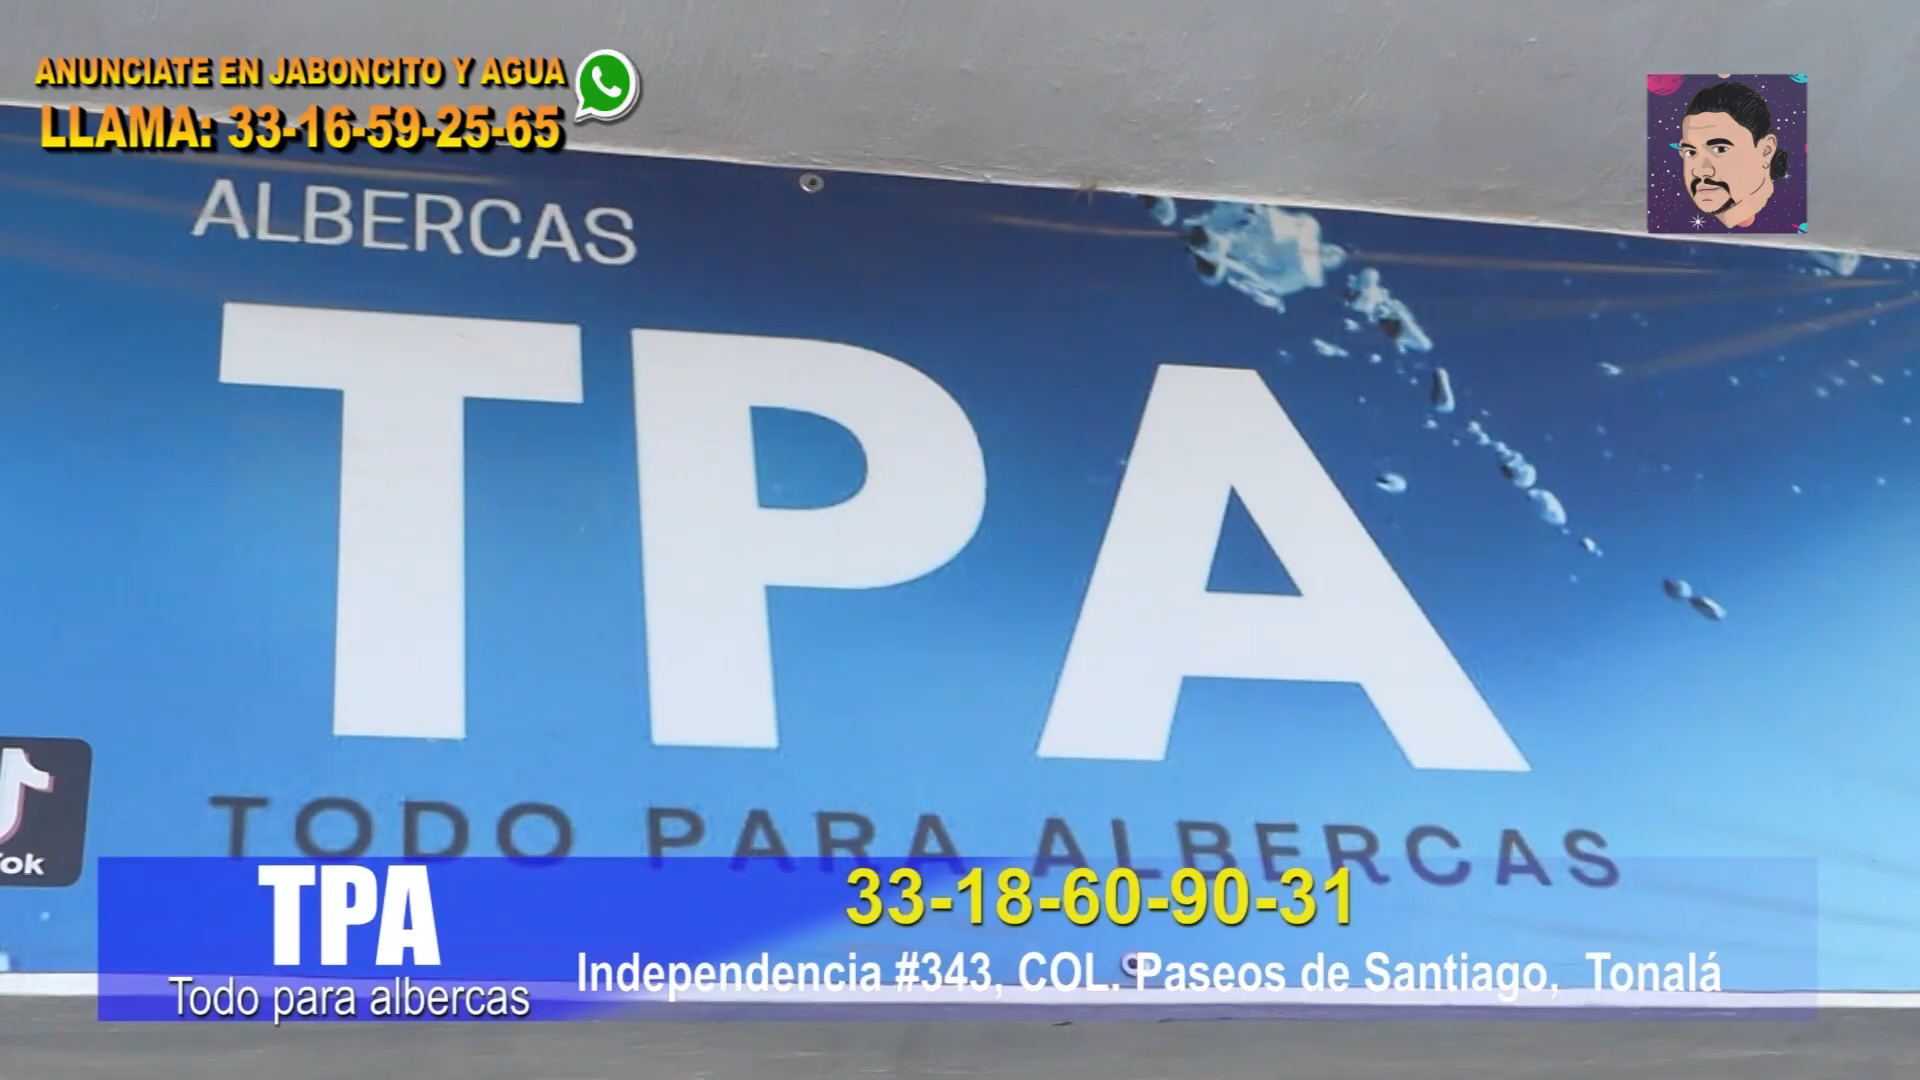 ANUNCIATE EN JABONCITO Y AGUA
LLAMA: 33-16-59-25-65
ALBERCAS
TPA
TODO PARA ALBERCAS
TPA
Todo para albercas
33-18-60-90-31
Independencia #343, COL. Paseos de Santiago, Tonalá